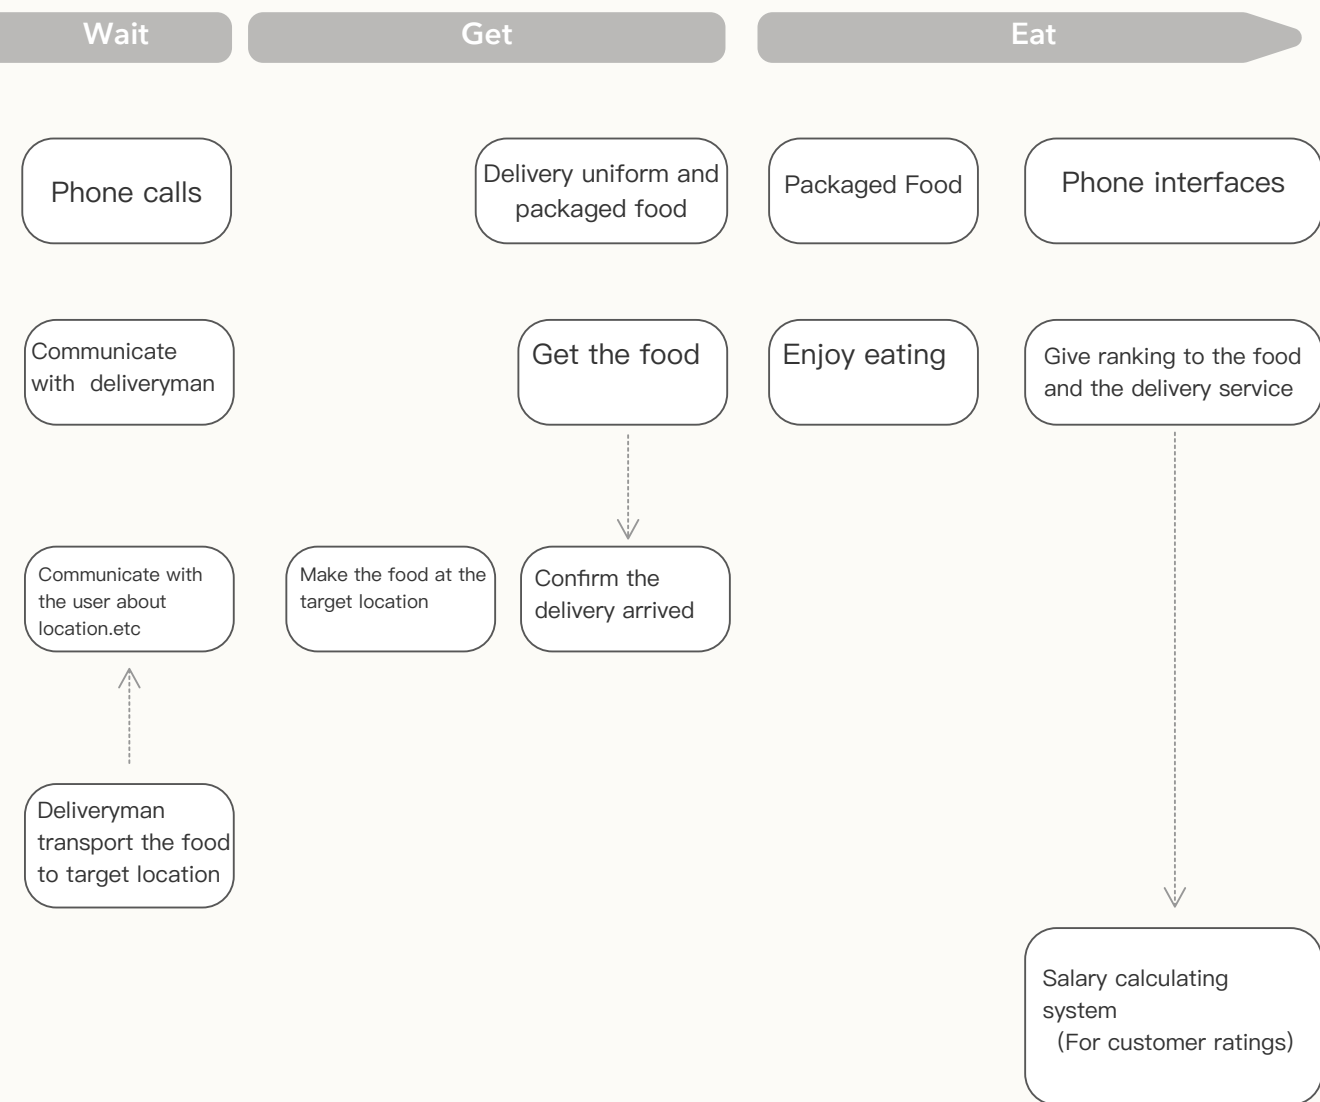 Wait
Get
Eat
Phone calls
Delivery uniform and
packaged food
Packaged Food
Phone interfaces
Communicate
with  deliveryman
Get the food
Enjoy eating
Give ranking to the food
and the delivery service
Communicate with
the user about
location.etc
Make the food at the
target location
Confirm the
delivery arrived
Deliveryman
transport the food
to target location
Salary calculating
system
（For customer ratings）